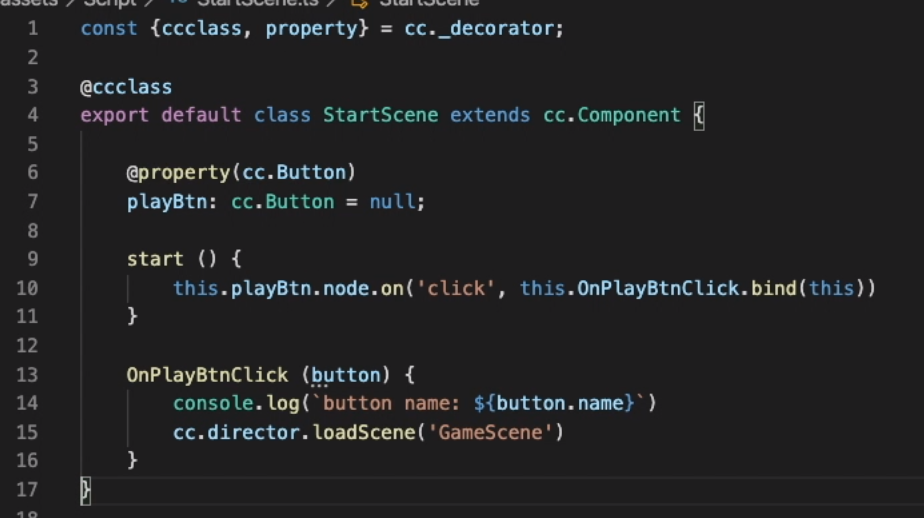 assets / Script / TS StartScene.ts / StartScene
1 const {ccclass, property} = cc._decorator;
2
3 @ccclass
4 export default class StartScene extends cc.Component {
5
6     @property(cc.Button)
7     playBtn: cc.Button = null;
8
9     start () {
10         this.playBtn.node.on('click', this.OnPlayBtnClick.bind(this))
11     }
12
13     OnPlayBtnClick (button) {
14         console.log(`button name: ${button.name}`)
15         cc.director.loadScene('GameScene')
16     }
17 }
18